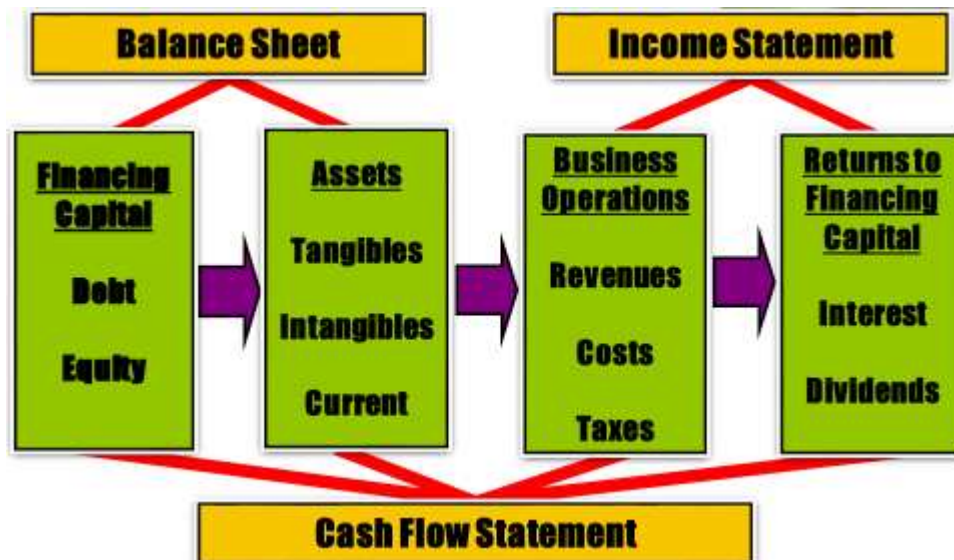 Balance Sheet
Income Statement
Financing
Capital
Debt
Equity
Assets
Tangibles
Intangibles
Current
Business
Operations
Revenues
Costs
Taxes
Returns to
Financing
Capital
Interest
Dividends
Cash Flow Statement